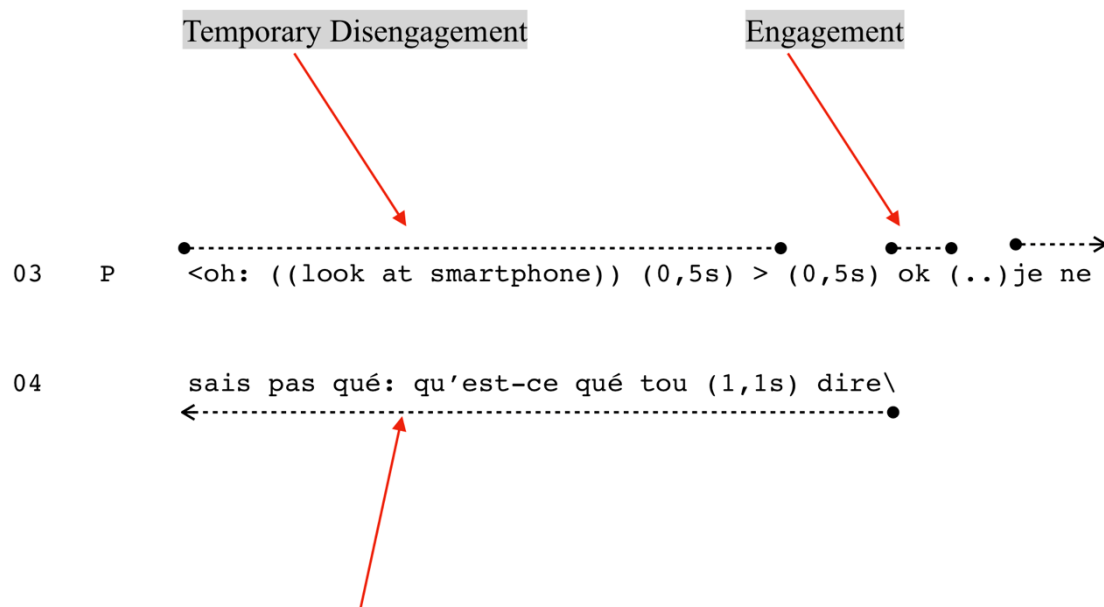 Temporary Disengagement Engagement
03 P <oh: ((look at smartphone)) (0,5s) > (0,5s) ok (..)je ne
04 sais pas qué: qu’est-ce qué tou (1,1s) dire\